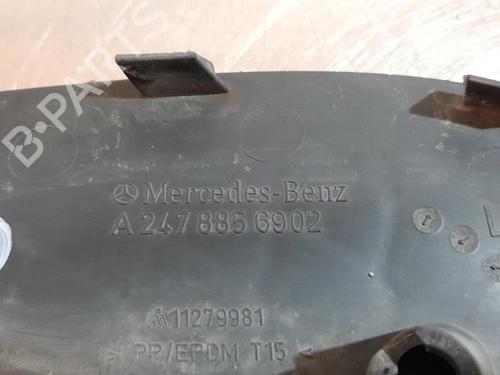 B-PARTS
Mercedes-Benz
A 247 885 6902
11279981
> PP/EPDM T15 <